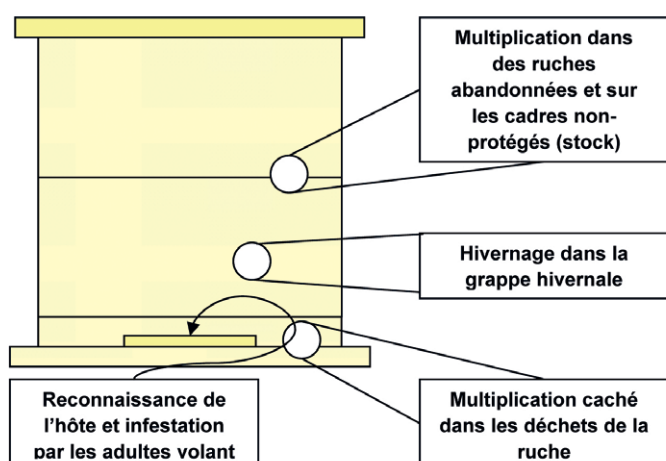 Multiplication dans
des ruches
abandonnées et sur
les cadres non-
protégés (stock)
Hivernage dans la
grappe hivernale
Reconnaissance de
l'hôte et infestation
par les adultes volant
Multiplication caché
dans les déchets de la
ruche